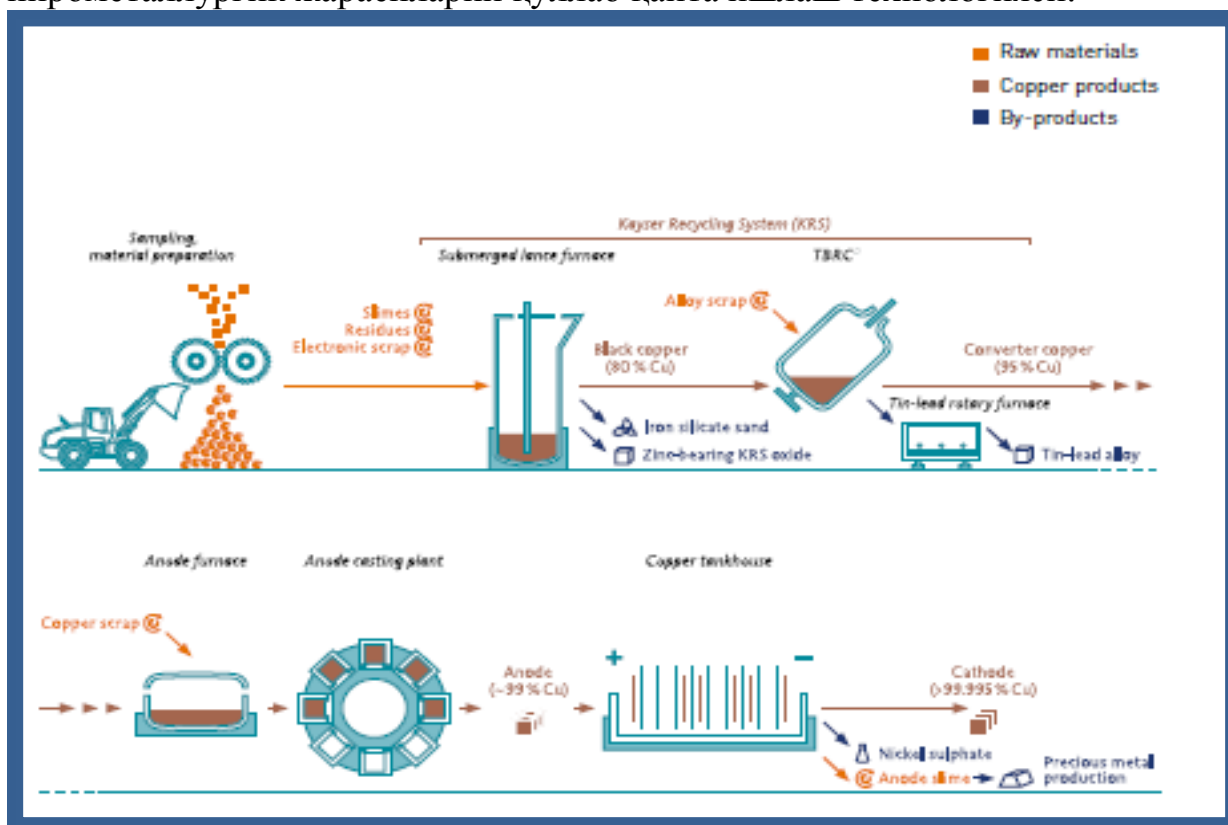 Raw materials
Copper products
By-products
Kayser Recycling System (KRS)
Sampling,
material preparation
Submerged lance furnace
TBRC
Slimes
Residues
Electronic scrap
Alloy scrap
Black copper
(80 % Cu)
Converter copper
(95 % Cu)
Tin-lead rotary furnace
Iron silicate sand
Zinc-bearing KRS oxide
Tin-lead alloy
Anode furnace
Anode casting plant
Copper tankhouse
Copper scrap
Anode
(~99 % Cu)
+
–
Cathode
(>99.995 % Cu)
Nickel sulphate
Anode slime
Precious metal
production